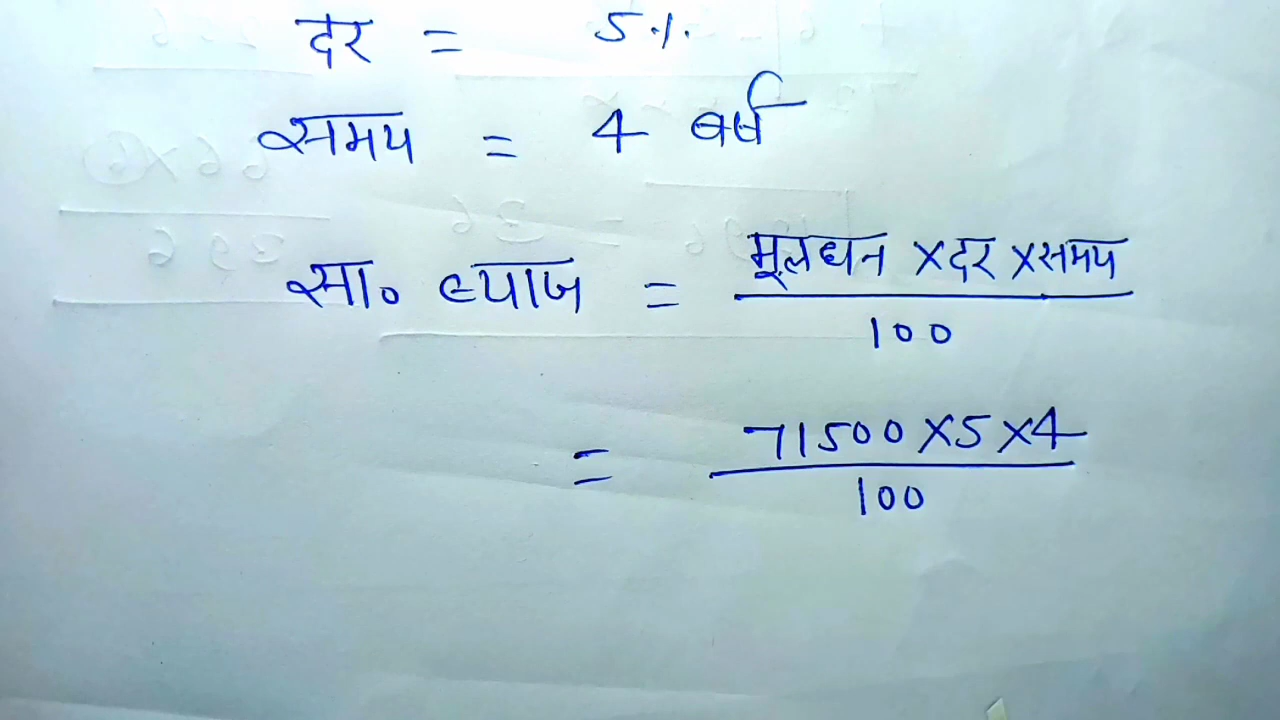 दर = 5%
समय = 4 वर्ष
सा० ब्याज = मूलधन × दर × समय / 100
= 71500 × 5 × 4 / 100